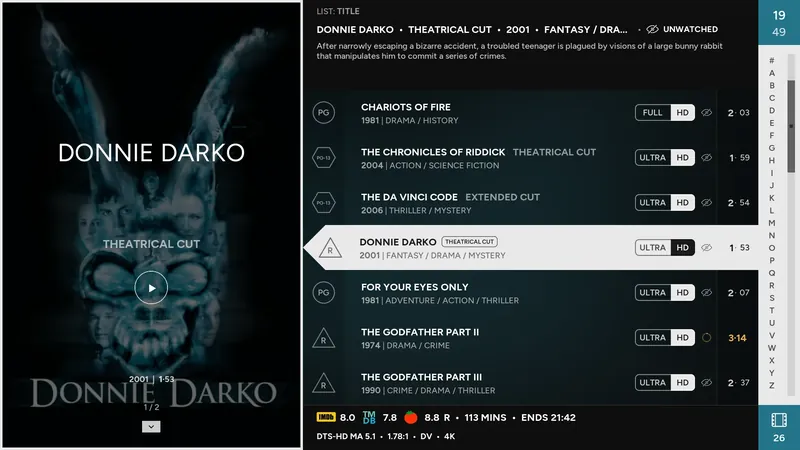 DONNIE DARKO
THEATRICAL CUT
2001 | 1·53
DONNIE DARKO
1 / 2
LIST: TITLE
DONNIE DARKO • THEATRICAL CUT • 2001 • FANTASY / DRA... • UNWATCHED
After narrowly escaping a bizarre accident, a troubled teenager is plagued by visions of a large bunny rabbit
that manipulates him to commit a series of crimes.
PG CHARIOTS OF FIRE FULL HD 2· 03
1981 | DRAMA / HISTORY
PG-13 THE CHRONICLES OF RIDDICK THEATRICAL CUT ULTRA HD 1· 59
2004 | ACTION / SCIENCE FICTION
PG-13 THE DA VINCI CODE EXTENDED CUT ULTRA HD 2· 54
2006 | THRILLER / MYSTERY
R DONNIE DARKO THEATRICAL CUT ULTRA HD 1· 53
2001 | FANTASY / DRAMA / MYSTERY
PG FOR YOUR EYES ONLY ULTRA HD 2· 07
1981 | ADVENTURE / ACTION / THRILLER
R THE GODFATHER PART II ULTRA HD 3·14
1974 | DRAMA / CRIME
R THE GODFATHER PART III ULTRA HD 2· 37
1990 | CRIME / DRAMA / THRILLER
IMDb 8.0 TMDB 7.8 8.8 R • 113 MINS • ENDS 21:42
DTS-HD MA 5.1 • 1.78:1 • DV • 4K
19
49
#
A
B
C
D
E
F
G
H
I
J
K
L
M
N
O
P
Q
R
S
T
U
V
W
X
Y
Z
26